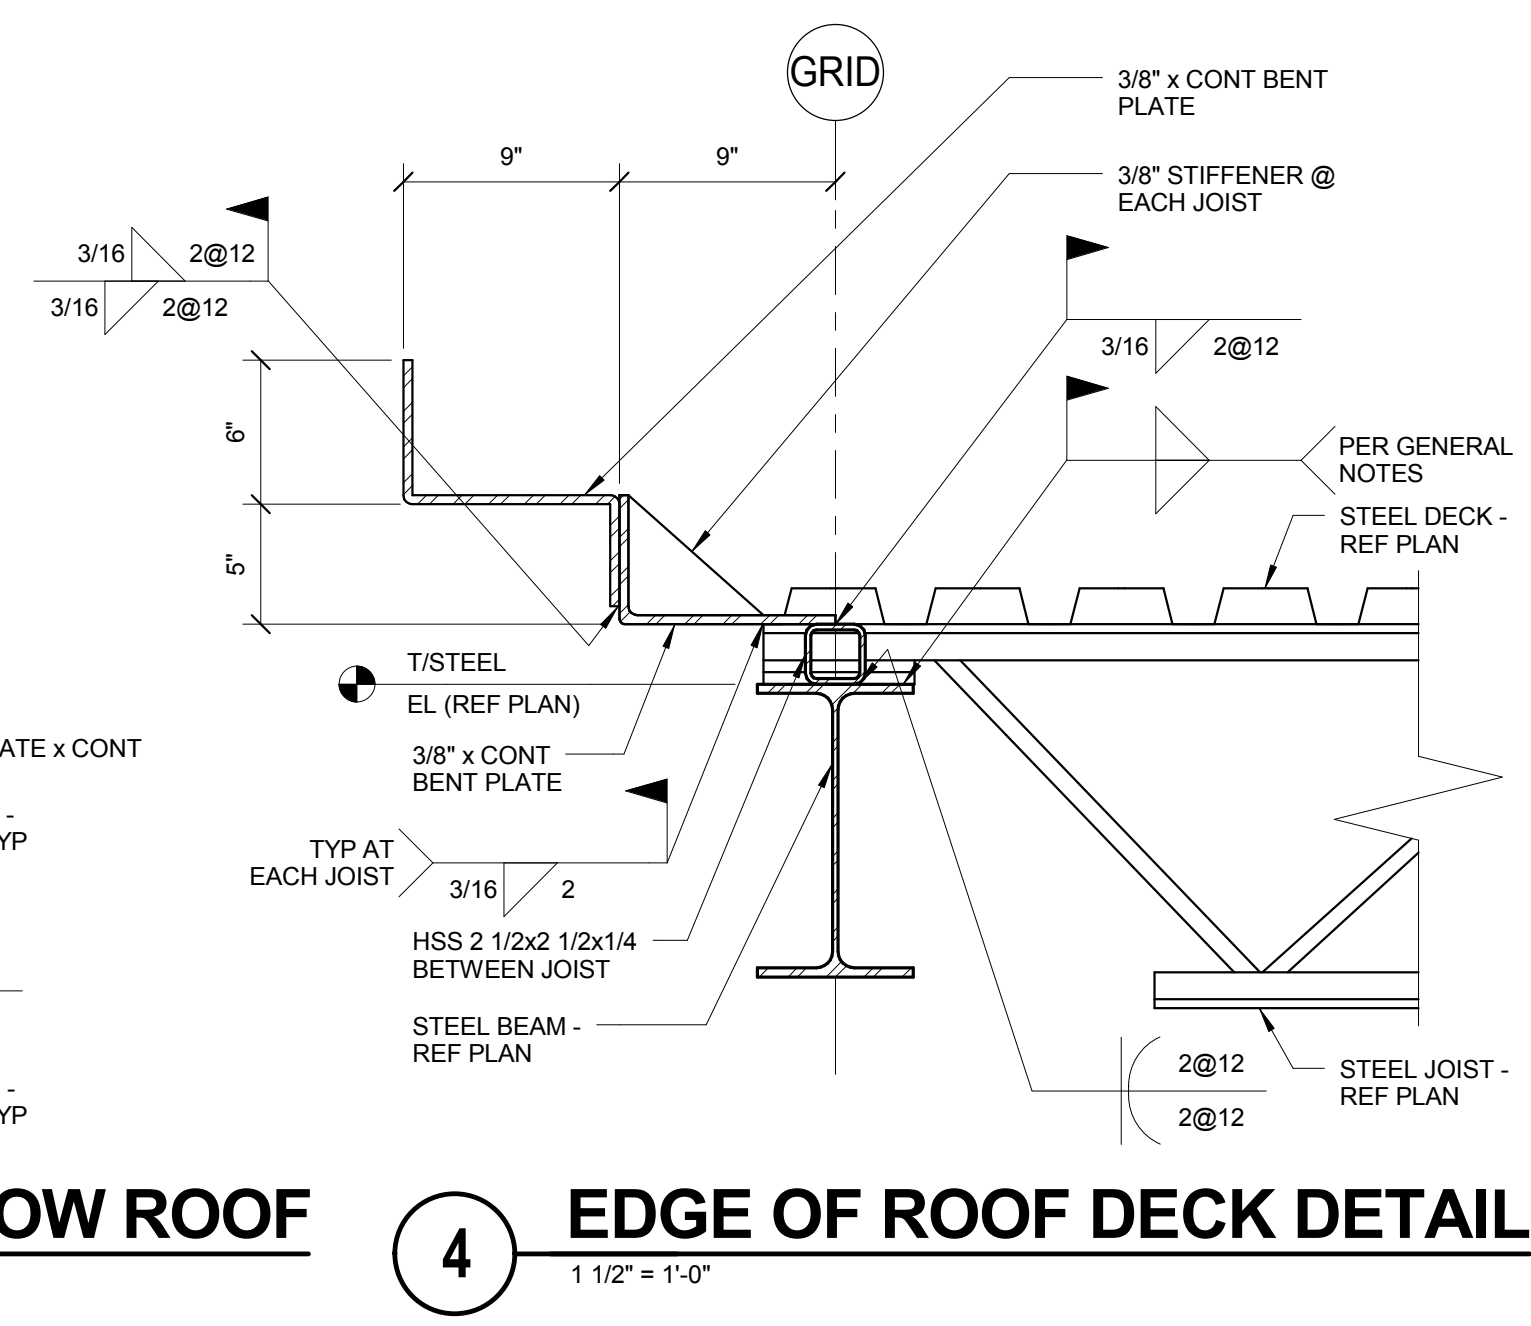 GRID
3/8" x CONT BENT
PLATE
9"
9"
3/8" STIFFENER @
EACH JOIST
3/16
2@12
3/16
2@12
3/16
2@12
6"
PER GENERAL
NOTES
STEEL DECK -
REF PLAN
5"
T/STEEL
EL (REF PLAN)
ATE x CONT
3/8" x CONT
BENT PLATE
-
YP
TYP AT
EACH JOIST
3/16
2
HSS 2 1/2x2 1/2x1/4
BETWEEN JOIST
STEEL BEAM -
REF PLAN
2@12
2@12
STEEL JOIST -
REF PLAN
-
YP
OW ROOF
4
EDGE OF ROOF DECK DETAIL
1 1/2" = 1'-0"